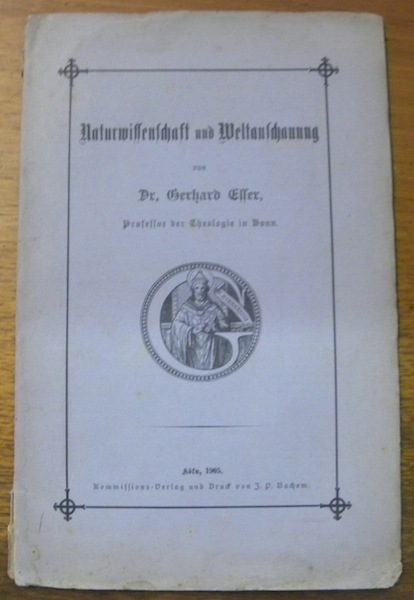 Naturwissenschaft und Weltanschauung
von
Dr. Gerhard Esser,
Professor der Theologie in Bonn.
Köln, 1905.
Kommissions-Verlag und Druck von J. P. Bachem.